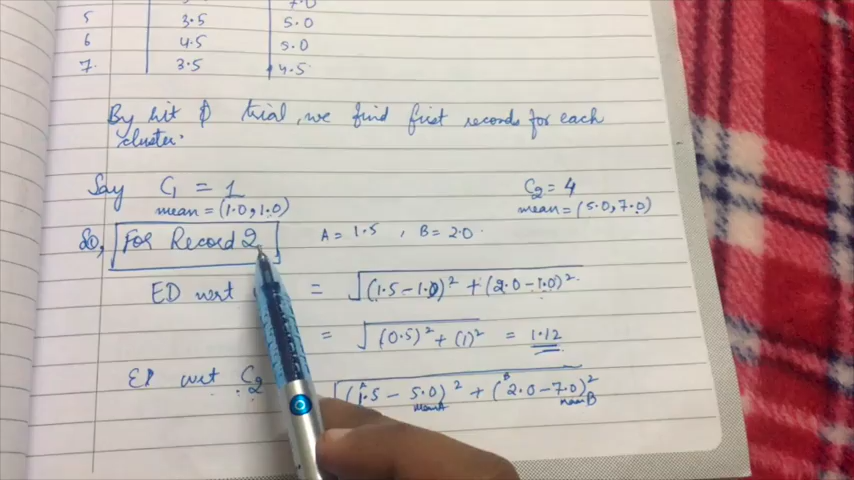 7.0
5 3.5 5.0
6 4.5 5.0
7. 3.5 4.5
By hit & trial, we find first records for each
cluster.
Say C1 = 1 C2 = 4
mean = (1.0, 1.0) mean = (5.0, 7.0)
So, For Record 2 A = 1.5 , B = 2.0
ED wrt = √(1.5 - 1.0)² + (2.0 - 1.0)²
= √(0.5)² + (1)² = 1.12
ED wrt C2 √(1.5 - 5.0)² + (2.0 - 7.0)²
mean A mean B